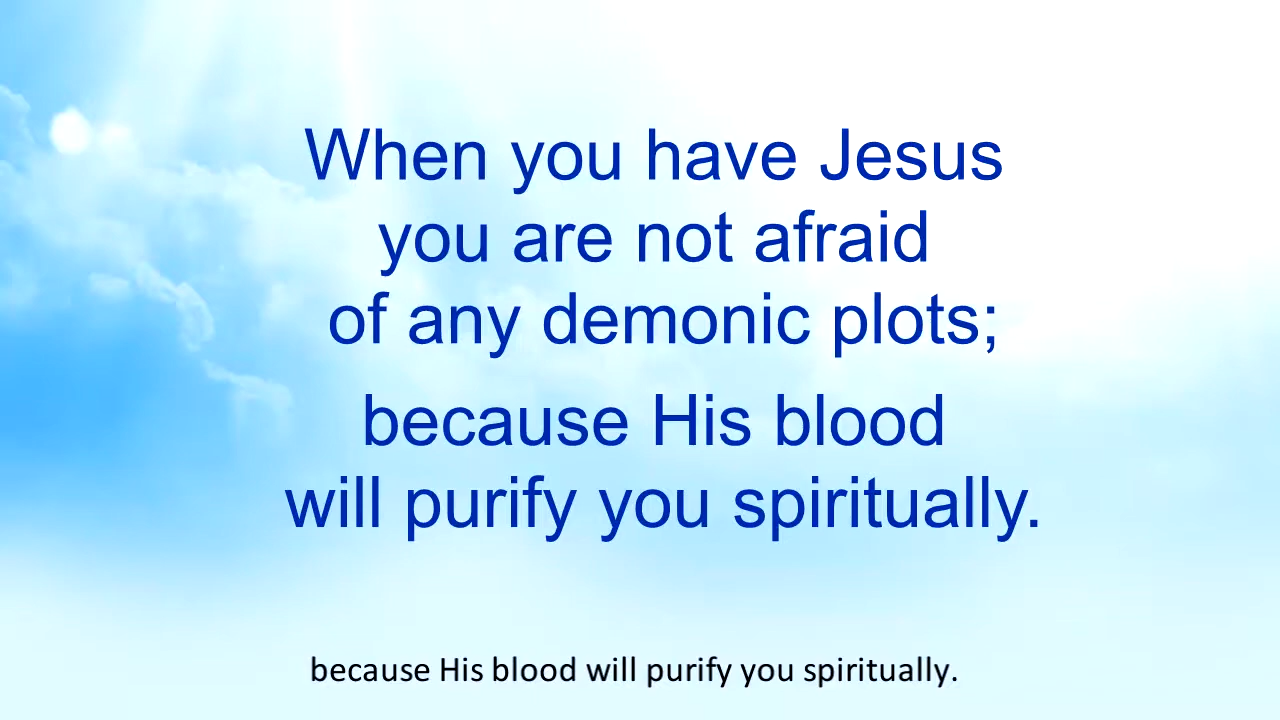 When you have Jesus
you are not afraid
of any demonic plots;
because His blood
will purify you spiritually.
because His blood will purify you spiritually.